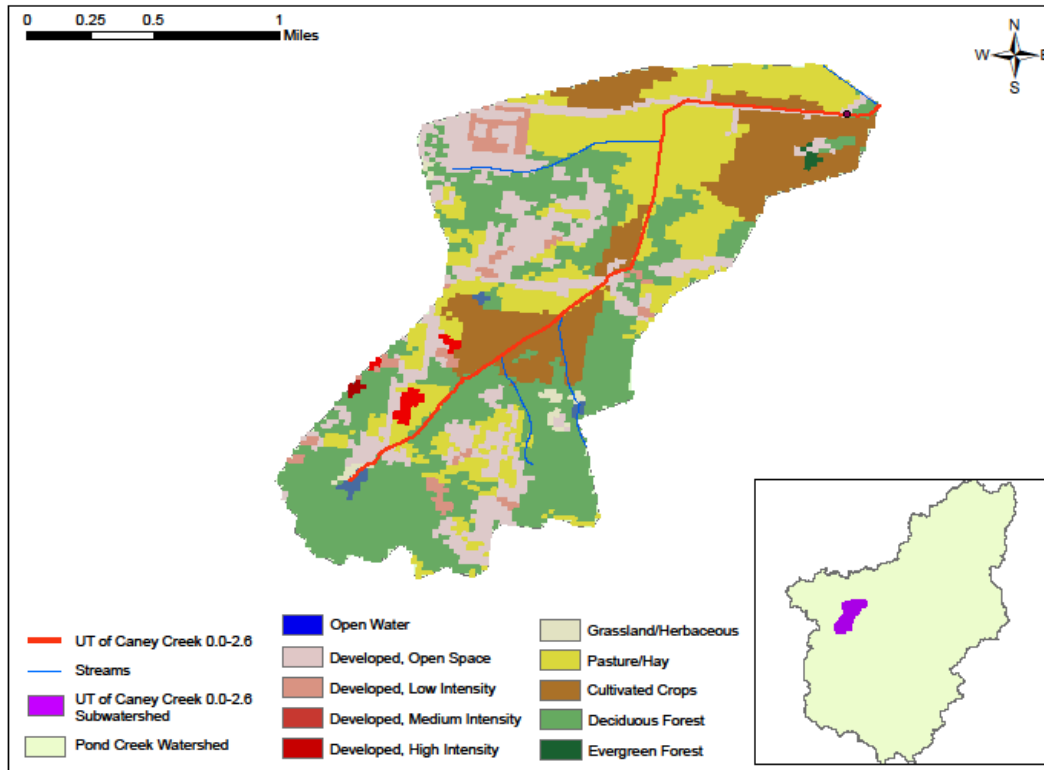 0 0.25 0.5 1
Miles
N
W E
S
UT of Caney Creek 0.0-2.6
Streams
UT of Caney Creek 0.0-2.6
Subwatershed
Pond Creek Watershed
Open Water
Developed, Open Space
Developed, Low Intensity
Developed, Medium Intensity
Developed, High Intensity
Grassland/Herbaceous
Pasture/Hay
Cultivated Crops
Deciduous Forest
Evergreen Forest